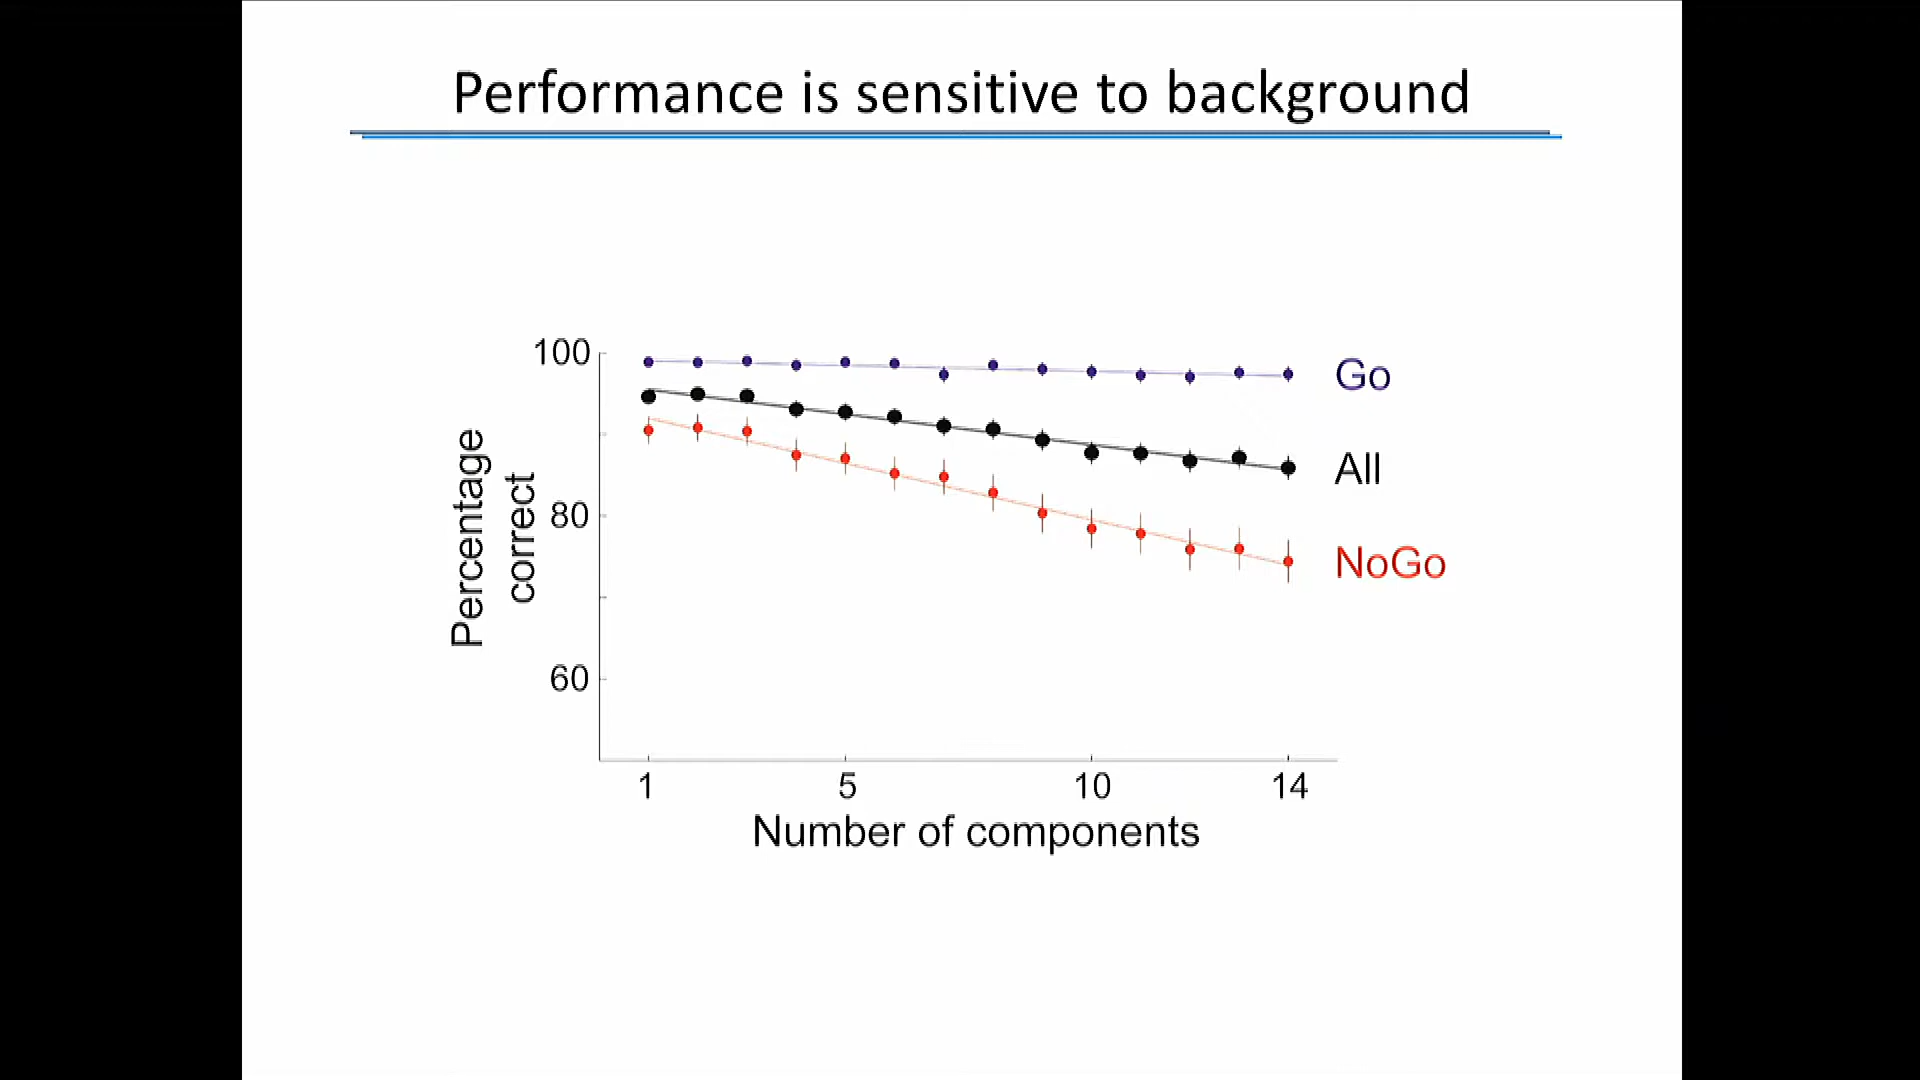 Performance is sensitive to background
100
80
60
Percentage
correct
Go
All
NoGo
1 5 10 14
Number of components